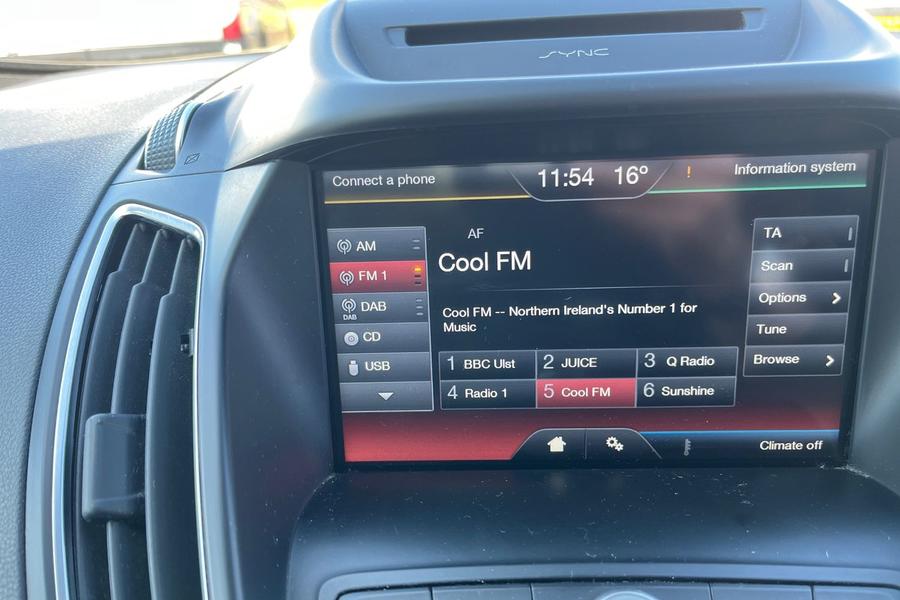 SYNC
Connect a phone
11:54 16°
!
Information system
AM
FM 1
DAB
DAB
CD
USB
AF
Cool FM
Cool FM -- Northern Ireland's Number 1 for
Music
1 BBC Ulst
2 JUICE
3 Q Radio
4 Radio 1
5 Cool FM
6 Sunshine
TA
Scan
Options
Tune
Browse
Climate off